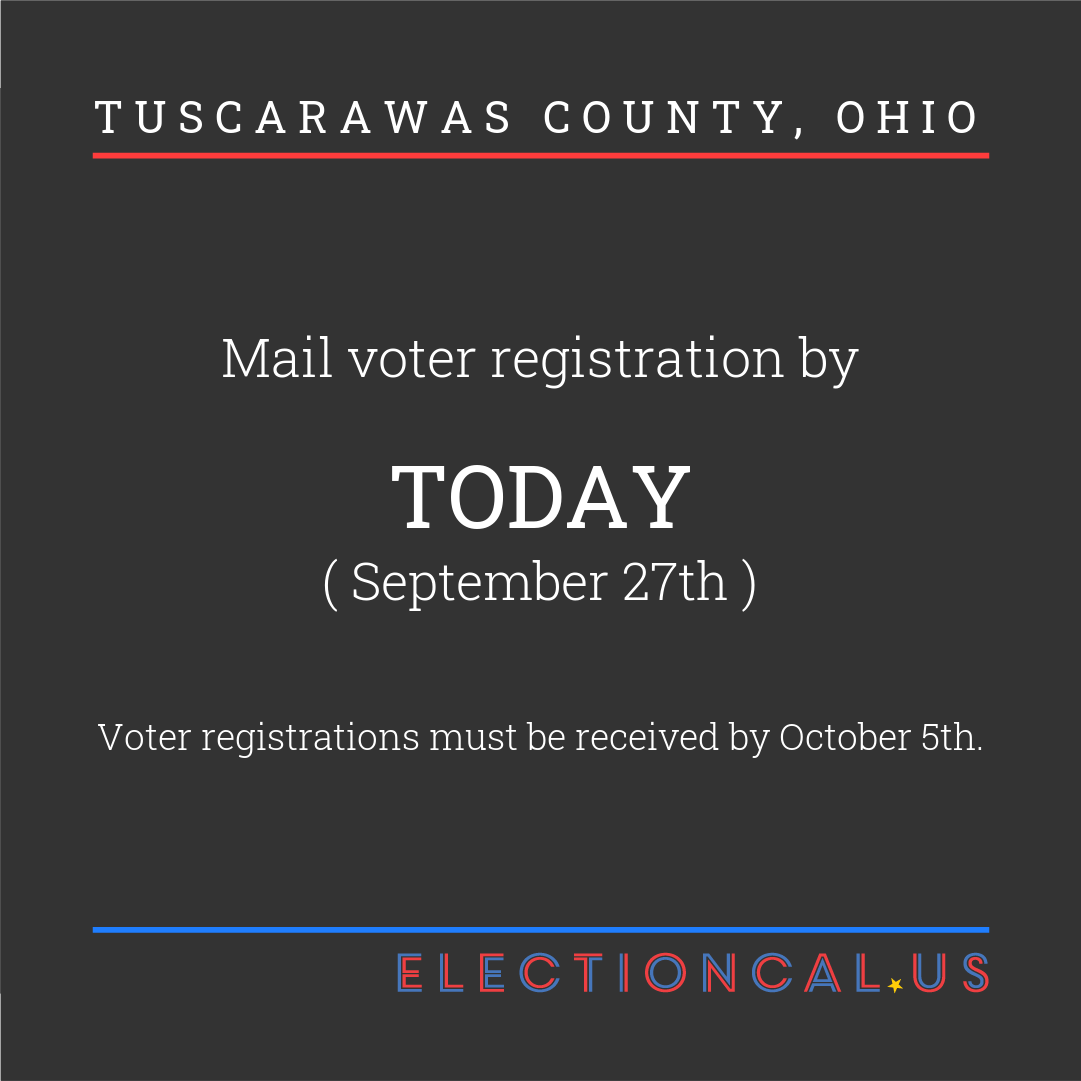 TUSCARAWAS COUNTY, OHIO
Mail voter registration by
TODAY
( September 27th )
Voter registrations must be received by October 5th.
ELECTIONCAL.US